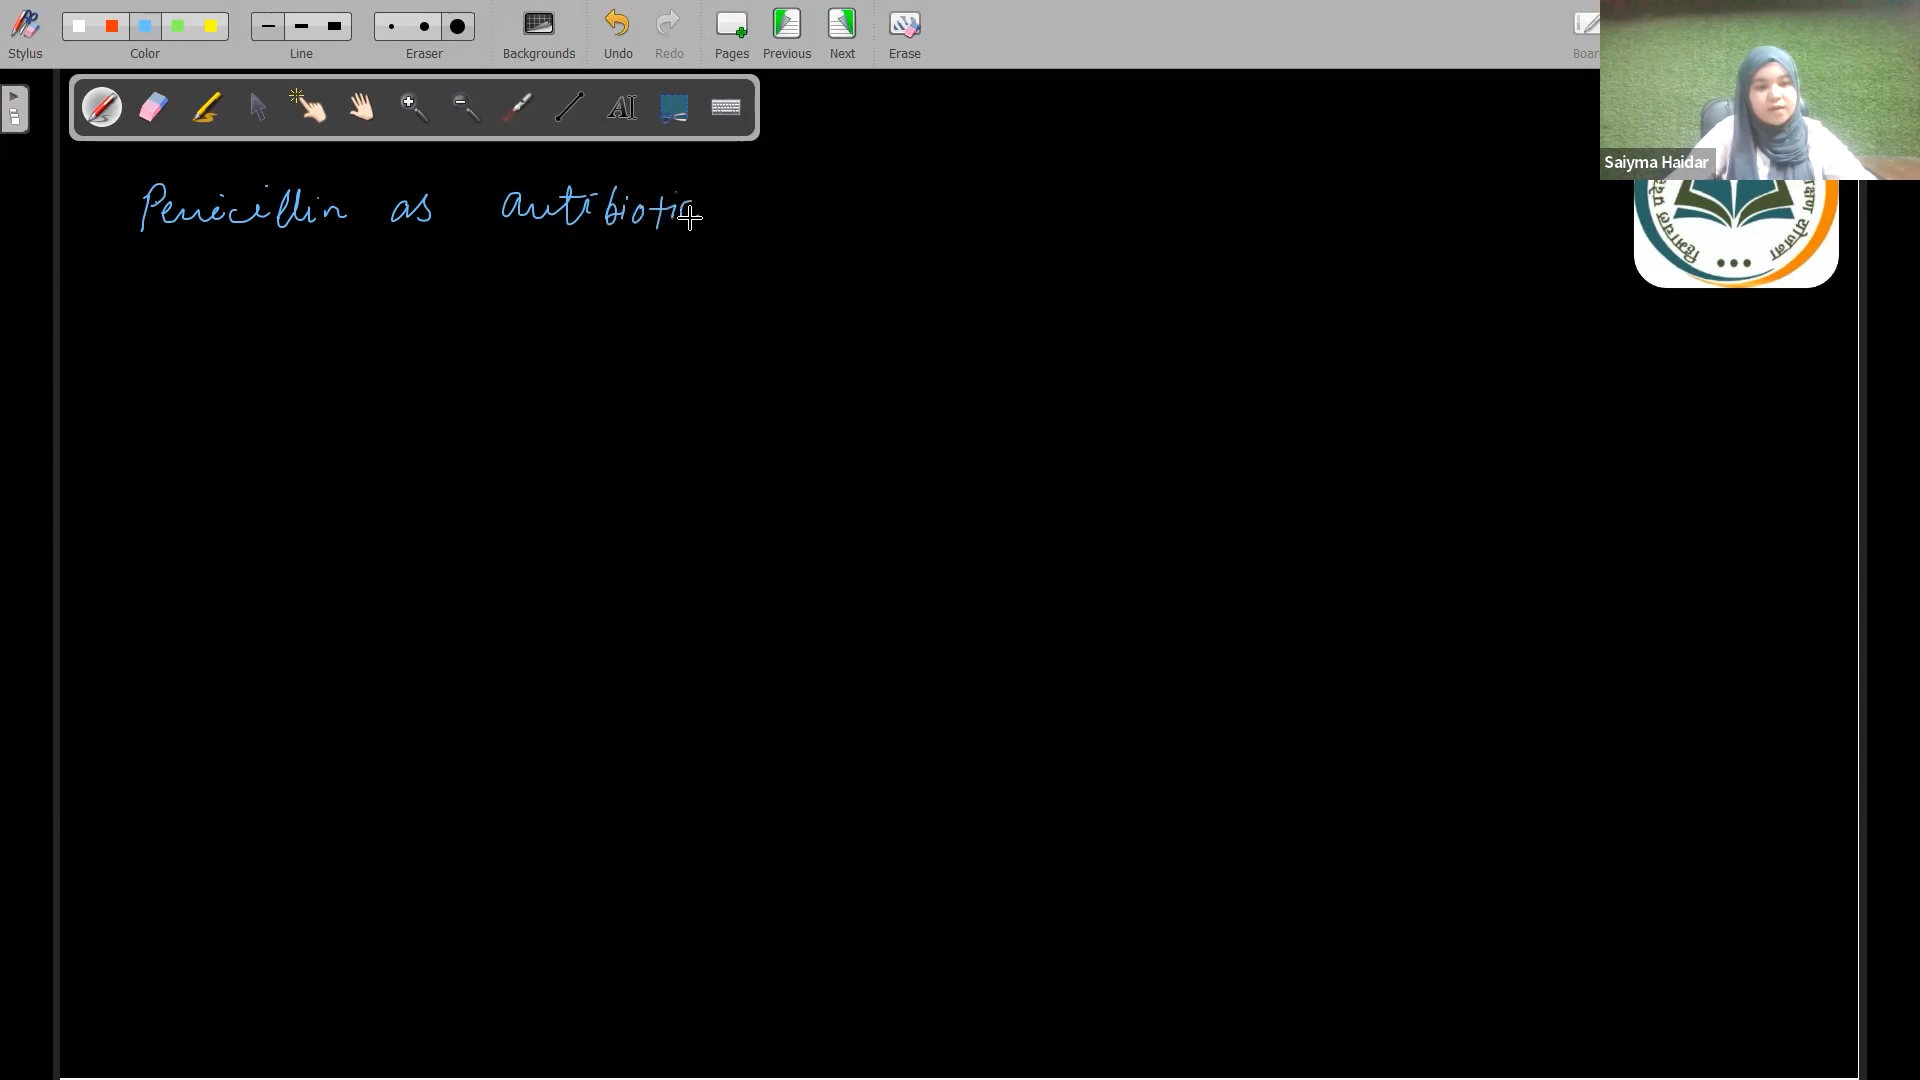 Stylus Color Line Eraser Backgrounds Undo Redo Pages Previous Next Erase
Saiyma Haidar
Penicillin as antibiotic